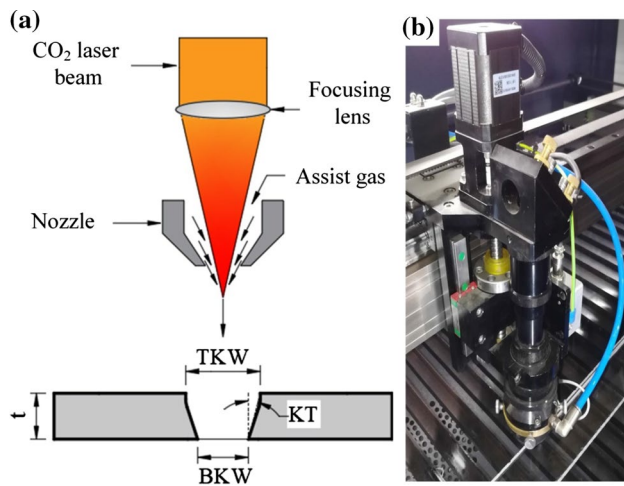 (a)
CO₂ laser
beam
Focusing
lens
Assist gas
Nozzle
TKW
t
KT
BKW
(b)